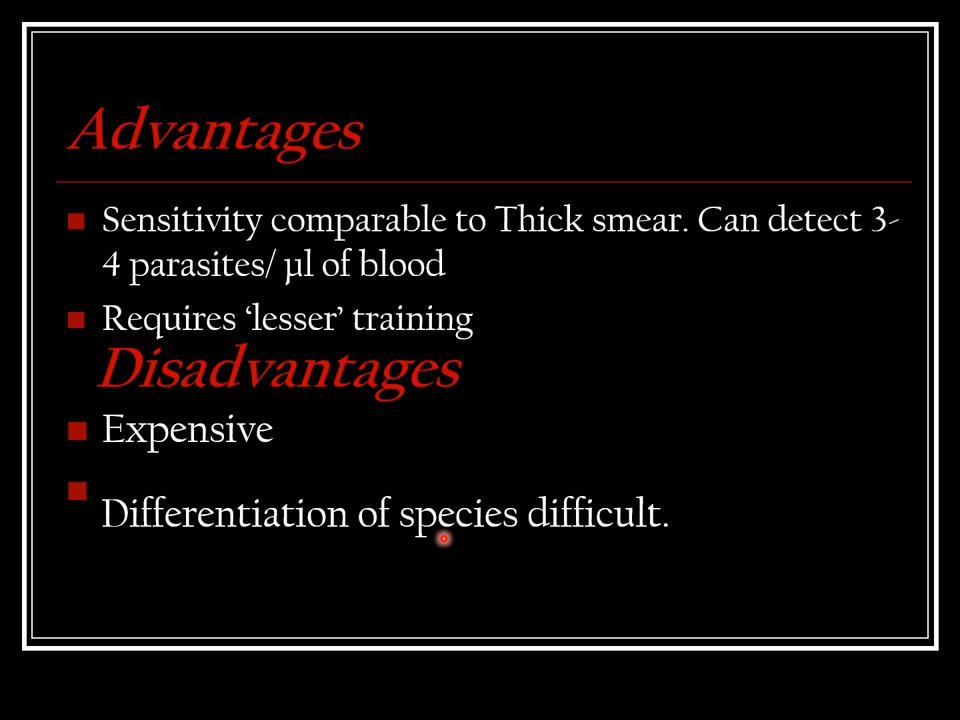 Advantages
Sensitivity comparable to Thick smear. Can detect 3-
4 parasites/ µl of blood
Requires ‘lesser’ training
Disadvantages
Expensive
Differentiation of species difficult.